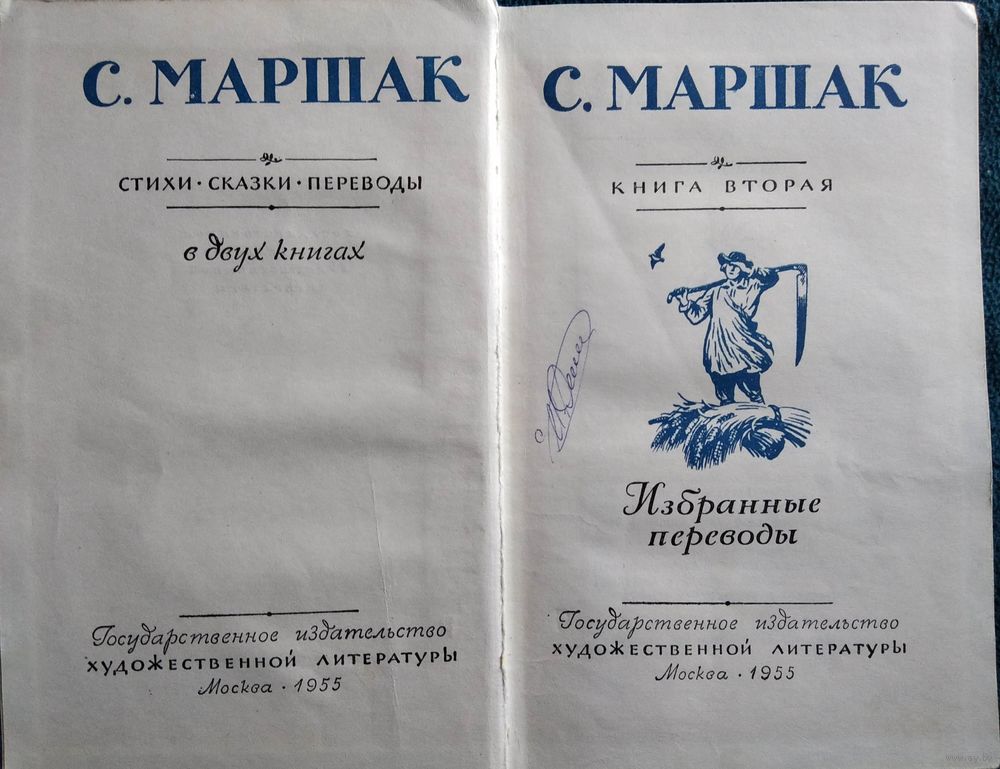 С. МАРШАК
СТИХИ · СКАЗКИ · ПЕРЕВОДЫ
в двух книгах
Государственное издательство
ХУДОЖЕСТВЕННОЙ ЛИТЕРАТУРЫ
Москва · 1955
С. МАРШАК
КНИГА ВТОРАЯ
Избранные
переводы
Государственное издательство
ХУДОЖЕСТВЕННОЙ ЛИТЕРАТУРЫ
Москва · 1955